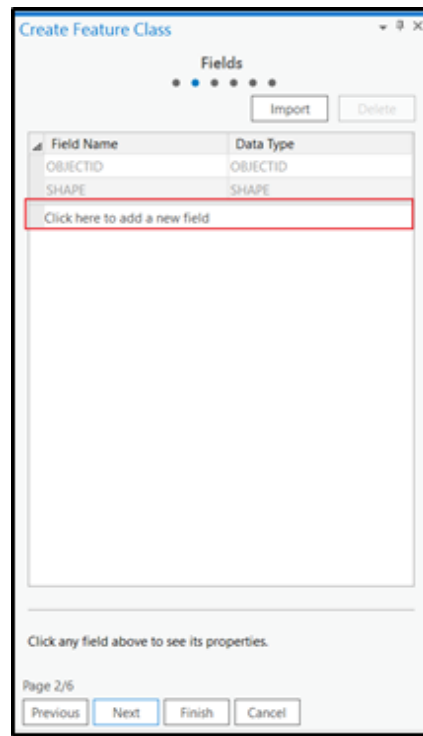 Create Feature Class
Fields
Import Delete
Field Name Data Type
OBJECTID OBJECTID
SHAPE SHAPE
Click here to add a new field
Click any field above to see its properties.
Page 2/6
Previous Next Finish Cancel